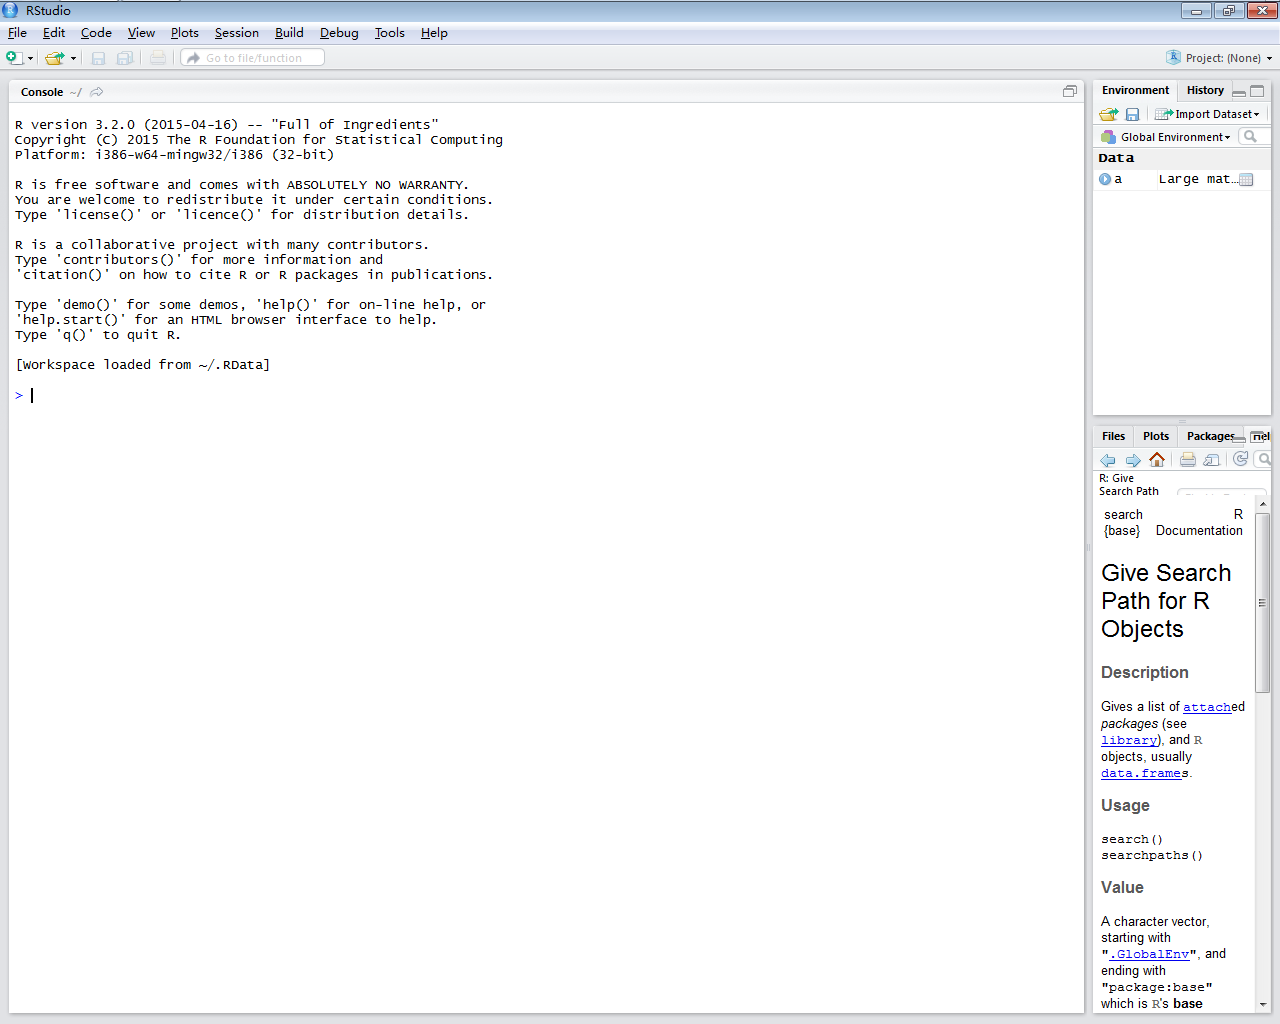 RStudio
File Edit Code View Plots Session Build Debug Tools Help
Go to file/function
Project: (None)
Console ~/
R version 3.2.0 (2015-04-16) -- "Full of Ingredients"
Copyright (C) 2015 The R Foundation for Statistical Computing
Platform: i386-w64-mingw32/i386 (32-bit)
R is free software and comes with ABSOLUTELY NO WARRANTY.
You are welcome to redistribute it under certain conditions.
Type 'license()' or 'licence()' for distribution details.
R is a collaborative project with many contributors.
Type 'contributors()' for more information and
'citation()' on how to cite R or R packages in publications.
Type 'demo()' for some demos, 'help()' for on-line help, or
'help.start()' for an HTML browser interface to help.
Type 'q()' to quit R.
[Workspace loaded from ~/.RData]
>
Environment History
Import Dataset
Global Environment
Data
a Large mat…
Files Plots Packages
R: Give
Search Path
search R
{base} Documentation
Give Search
Path for R
Objects
Description
Gives a list of attached
packages (see
library), and R
objects, usually
data.frames.
Usage
search()
searchpaths()
Value
A character vector,
starting with
".GlobalEnv", and
ending with
"package:base"
which is R's base